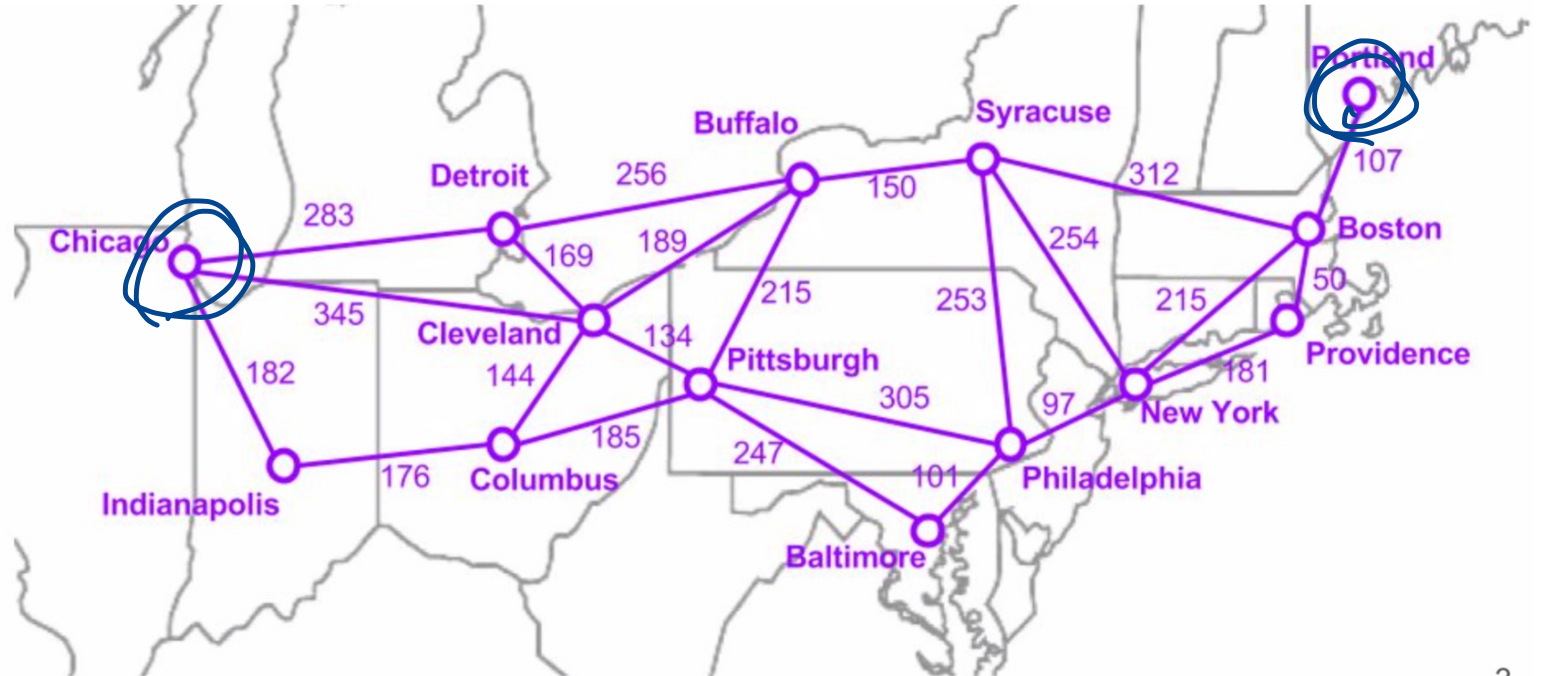 Portland
Syracuse
Buffalo
107
Detroit
256
312
150
283
Boston
Chicago
189
254
169
50
215
253
215
345
Cleveland
134
Pittsburgh
Providence
182
144
181
305
97
New York
185
247
101
176
Columbus
Philadelphia
Indianapolis
Baltimore